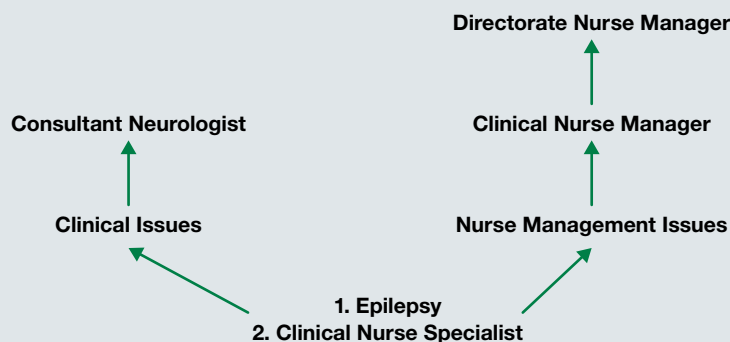 Directorate Nurse Manager
Consultant Neurologist
Clinical Nurse Manager
Clinical Issues
Nurse Management Issues
1. Epilepsy
2. Clinical Nurse Specialist